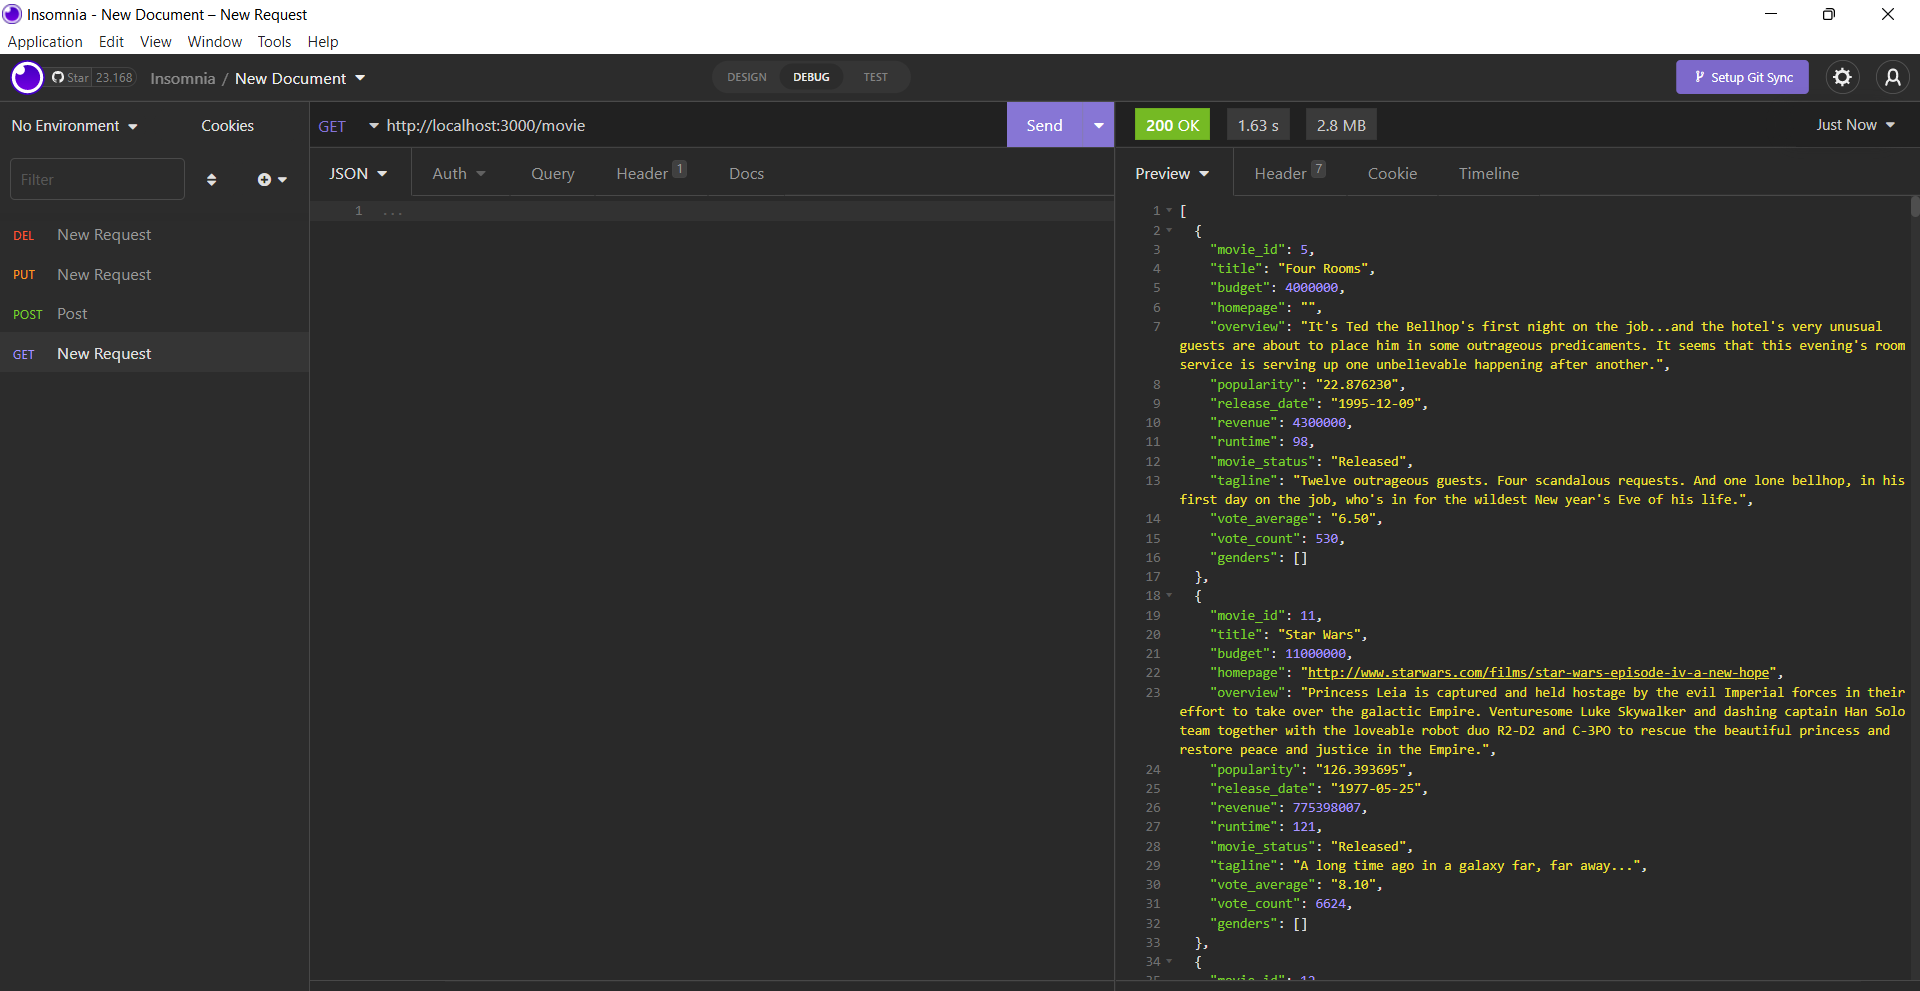 Insomnia - New Document – New Request
Application Edit View Window Tools Help
Star 23.168 Insomnia / New Document DESIGN DEBUG TEST Setup Git Sync
No Environment Cookies
Filter
DEL New Request
PUT New Request
POST Post
GET New Request
GET http://localhost:3000/movie Send
JSON Auth Query Header 1 Docs
1 ...
200 OK 1.63 s 2.8 MB Just Now
Preview Header 7 Cookie Timeline
1 [
2 {
3 "movie_id": 5,
4 "title": "Four Rooms",
5 "budget": 4000000,
6 "homepage": "",
7 "overview": "It's Ted the Bellhop's first night on the job...and the hotel's very unusual
guests are about to place him in some outrageous predicaments. It seems that this evening's room
service is serving up one unbelievable happening after another.",
8 "popularity": "22.876230",
9 "release_date": "1995-12-09",
10 "revenue": 4300000,
11 "runtime": 98,
12 "movie_status": "Released",
13 "tagline": "Twelve outrageous guests. Four scandalous requests. And one lone bellhop, in his
first day on the job, who's in for the wildest New year's Eve of his life.",
14 "vote_average": "6.50",
15 "vote_count": 530,
16 "genders": []
17 },
18 {
19 "movie_id": 11,
20 "title": "Star Wars",
21 "budget": 11000000,
22 "homepage": "http://www.starwars.com/films/star-wars-episode-iv-a-new-hope",
23 "overview": "Princess Leia is captured and held hostage by the evil Imperial forces in their
effort to take over the galactic Empire. Venturesome Luke Skywalker and dashing captain Han Solo
team together with the loveable robot duo R2-D2 and C-3PO to rescue the beautiful princess and
restore peace and justice in the Empire.",
24 "popularity": "126.393695",
25 "release_date": "1977-05-25",
26 "revenue": 775398007,
27 "runtime": 121,
28 "movie_status": "Released",
29 "tagline": "A long time ago in a galaxy far, far away...",
30 "vote_average": "8.10",
31 "vote_count": 6624,
32 "genders": []
33 },
34 {
35 "movie_id": 12